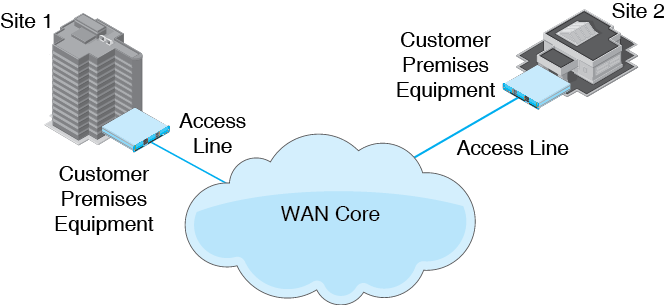 Site 1
Site 2
Customer
Premises
Equipment
Access
Line
Access Line
Customer
Premises
Equipment
WAN Core